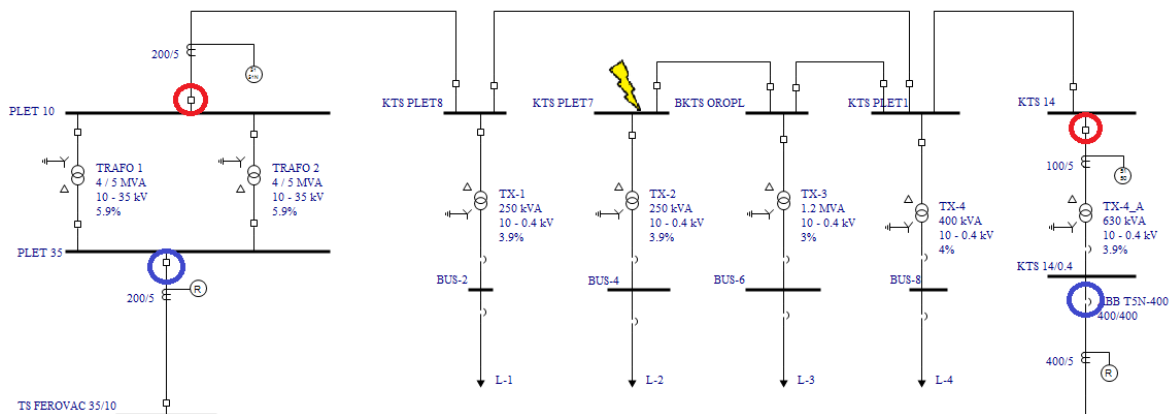 200/5
PLET 10
KTS PLET8
KTS PLET7
BKTS OROPL
KTS PLET1
KTS 14
TRAFO 1
4 / 5 MVA
10 - 35 kV
5.9%
TRAFO 2
4 / 5 MVA
10 - 35 kV
5.9%
TX-1
250 kVA
10 - 0.4 kV
3.9%
TX-2
250 kVA
10 - 0.4 kV
3.9%
TX-3
1.2 MVA
10 - 0.4 kV
3%
TX-4
400 kVA
10 - 0.4 kV
4%
100/5
TX-4_A
630 kVA
10 - 0.4 kV
3.9%
PLET 35
200/5
R
BUS-2
BUS-4
BUS-6
BUS-8
KTS 14/0.4
ABB T5N-400
400/400
400/5
R
L-1
L-2
L-3
L-4
TS FEROVAC 35/10